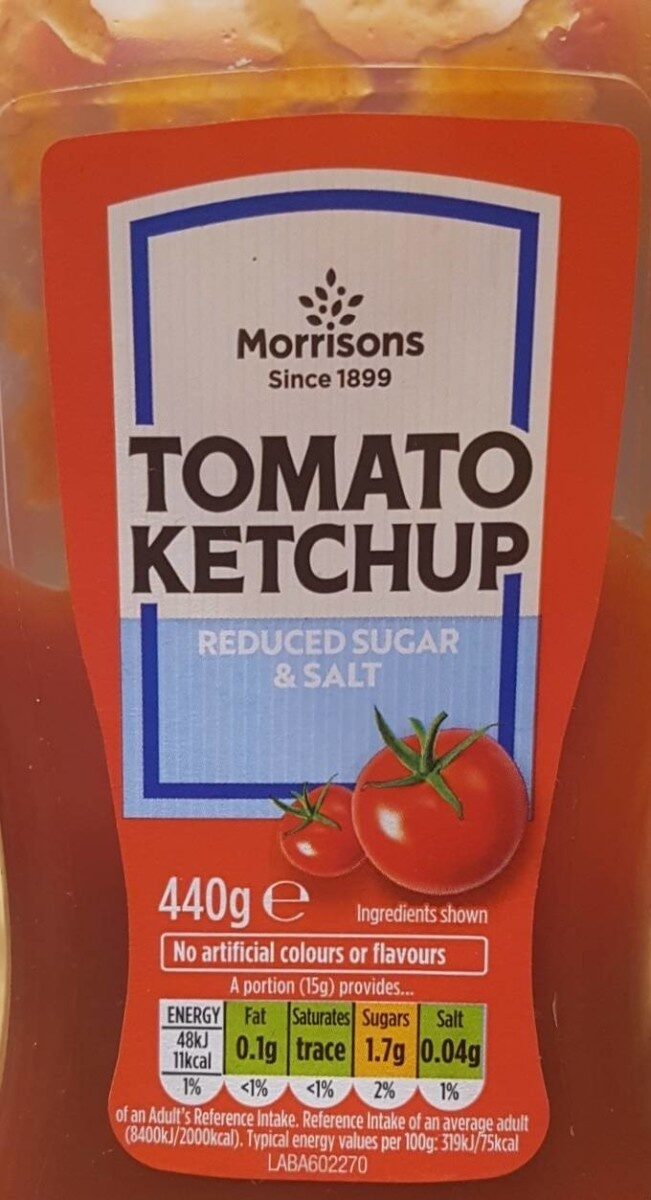 Morrisons
Since 1899
TOMATO
KETCHUP
REDUCED SUGAR
& SALT
440g ℮
Ingredients shown
No artificial colours or flavours
A portion (15g) provides...
ENERGY Fat Saturates Sugars Salt
48kJ
11kcal 0.1g trace 1.7g 0.04g
1% <1% <1% 2% 1%
of an Adult's Reference Intake. Reference Intake of an average adult
(8400kJ/2000kcal). Typical energy values per 100g: 319kJ/75kcal
LABA602270